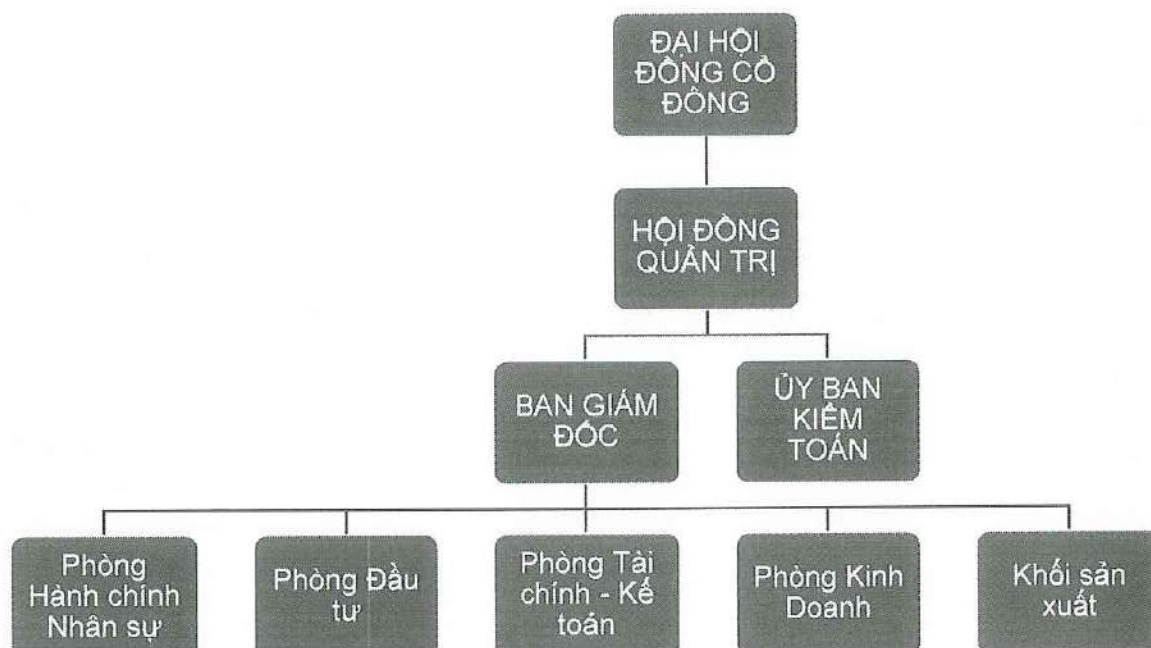 ĐẠI HỘI
ĐỒNG CỔ
ĐÔNG
HỘI ĐỒNG
QUẢN TRỊ
BAN GIÁM
ĐỐC
ỦY BAN
KIỂM
TOÁN
Phòng
Hành chính
Nhân sự
Phòng Đầu
tư
Phòng Tài
chính - Kế
toán
Phòng Kinh
Doanh
Khối sản
xuất